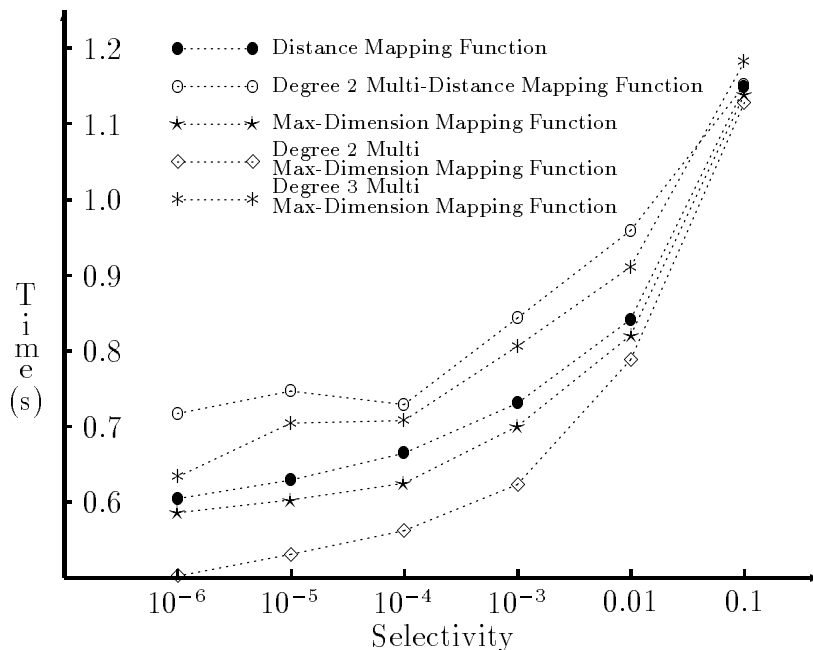 1.2
1.1
1.0
0.9
0.8
0.7
0.6
Time
(s)
Distance Mapping Function
Degree 2 Multi-Distance Mapping Function
Max-Dimension Mapping Function
Degree 2 Multi
Max-Dimension Mapping Function
Degree 3 Multi
Max-Dimension Mapping Function
10⁻⁶ 10⁻⁵ 10⁻⁴ 10⁻³ 0.01 0.1
Selectivity